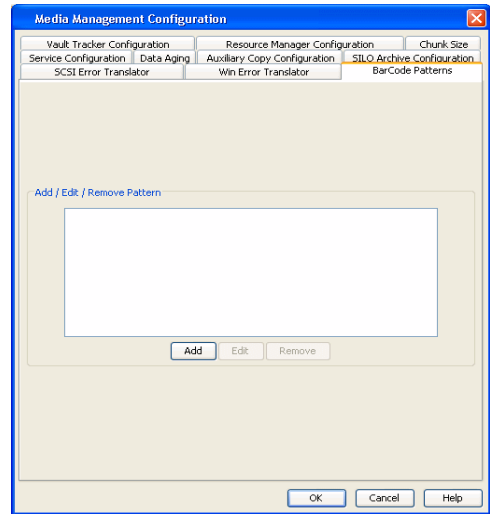 Media Management Configuration
Vault Tracker Configuration Resource Manager Configuration Chunk Size
Service Configuration Data Aging Auxiliary Copy Configuration SILO Archive Configuration
SCSI Error Translator Win Error Translator BarCode Patterns
Add / Edit / Remove Pattern
Add Edit Remove
OK Cancel Help